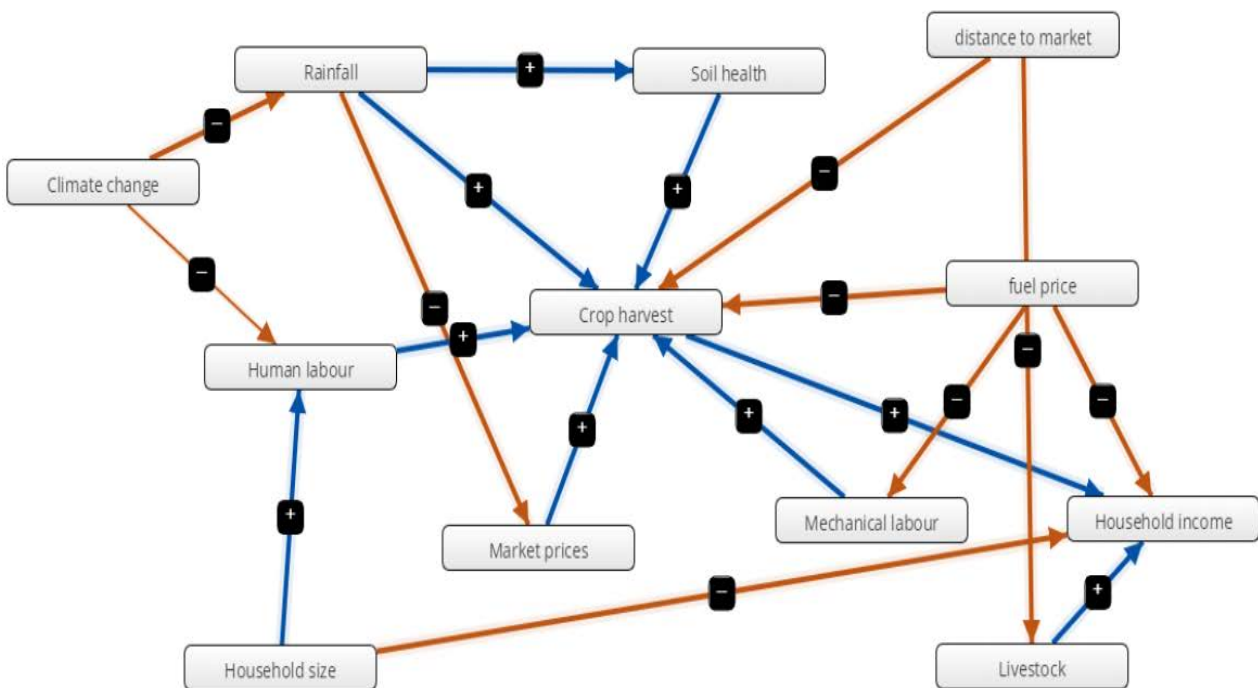 distance to market
Rainfall
+
Soil health
−
Climate change
−
+
+
−
fuel price
−
−
Crop harvest
−
+
−
Human labour
−
−
+
+
+
+
Mechanical labour
Household income
Market prices
−
+
Household size
Livestock